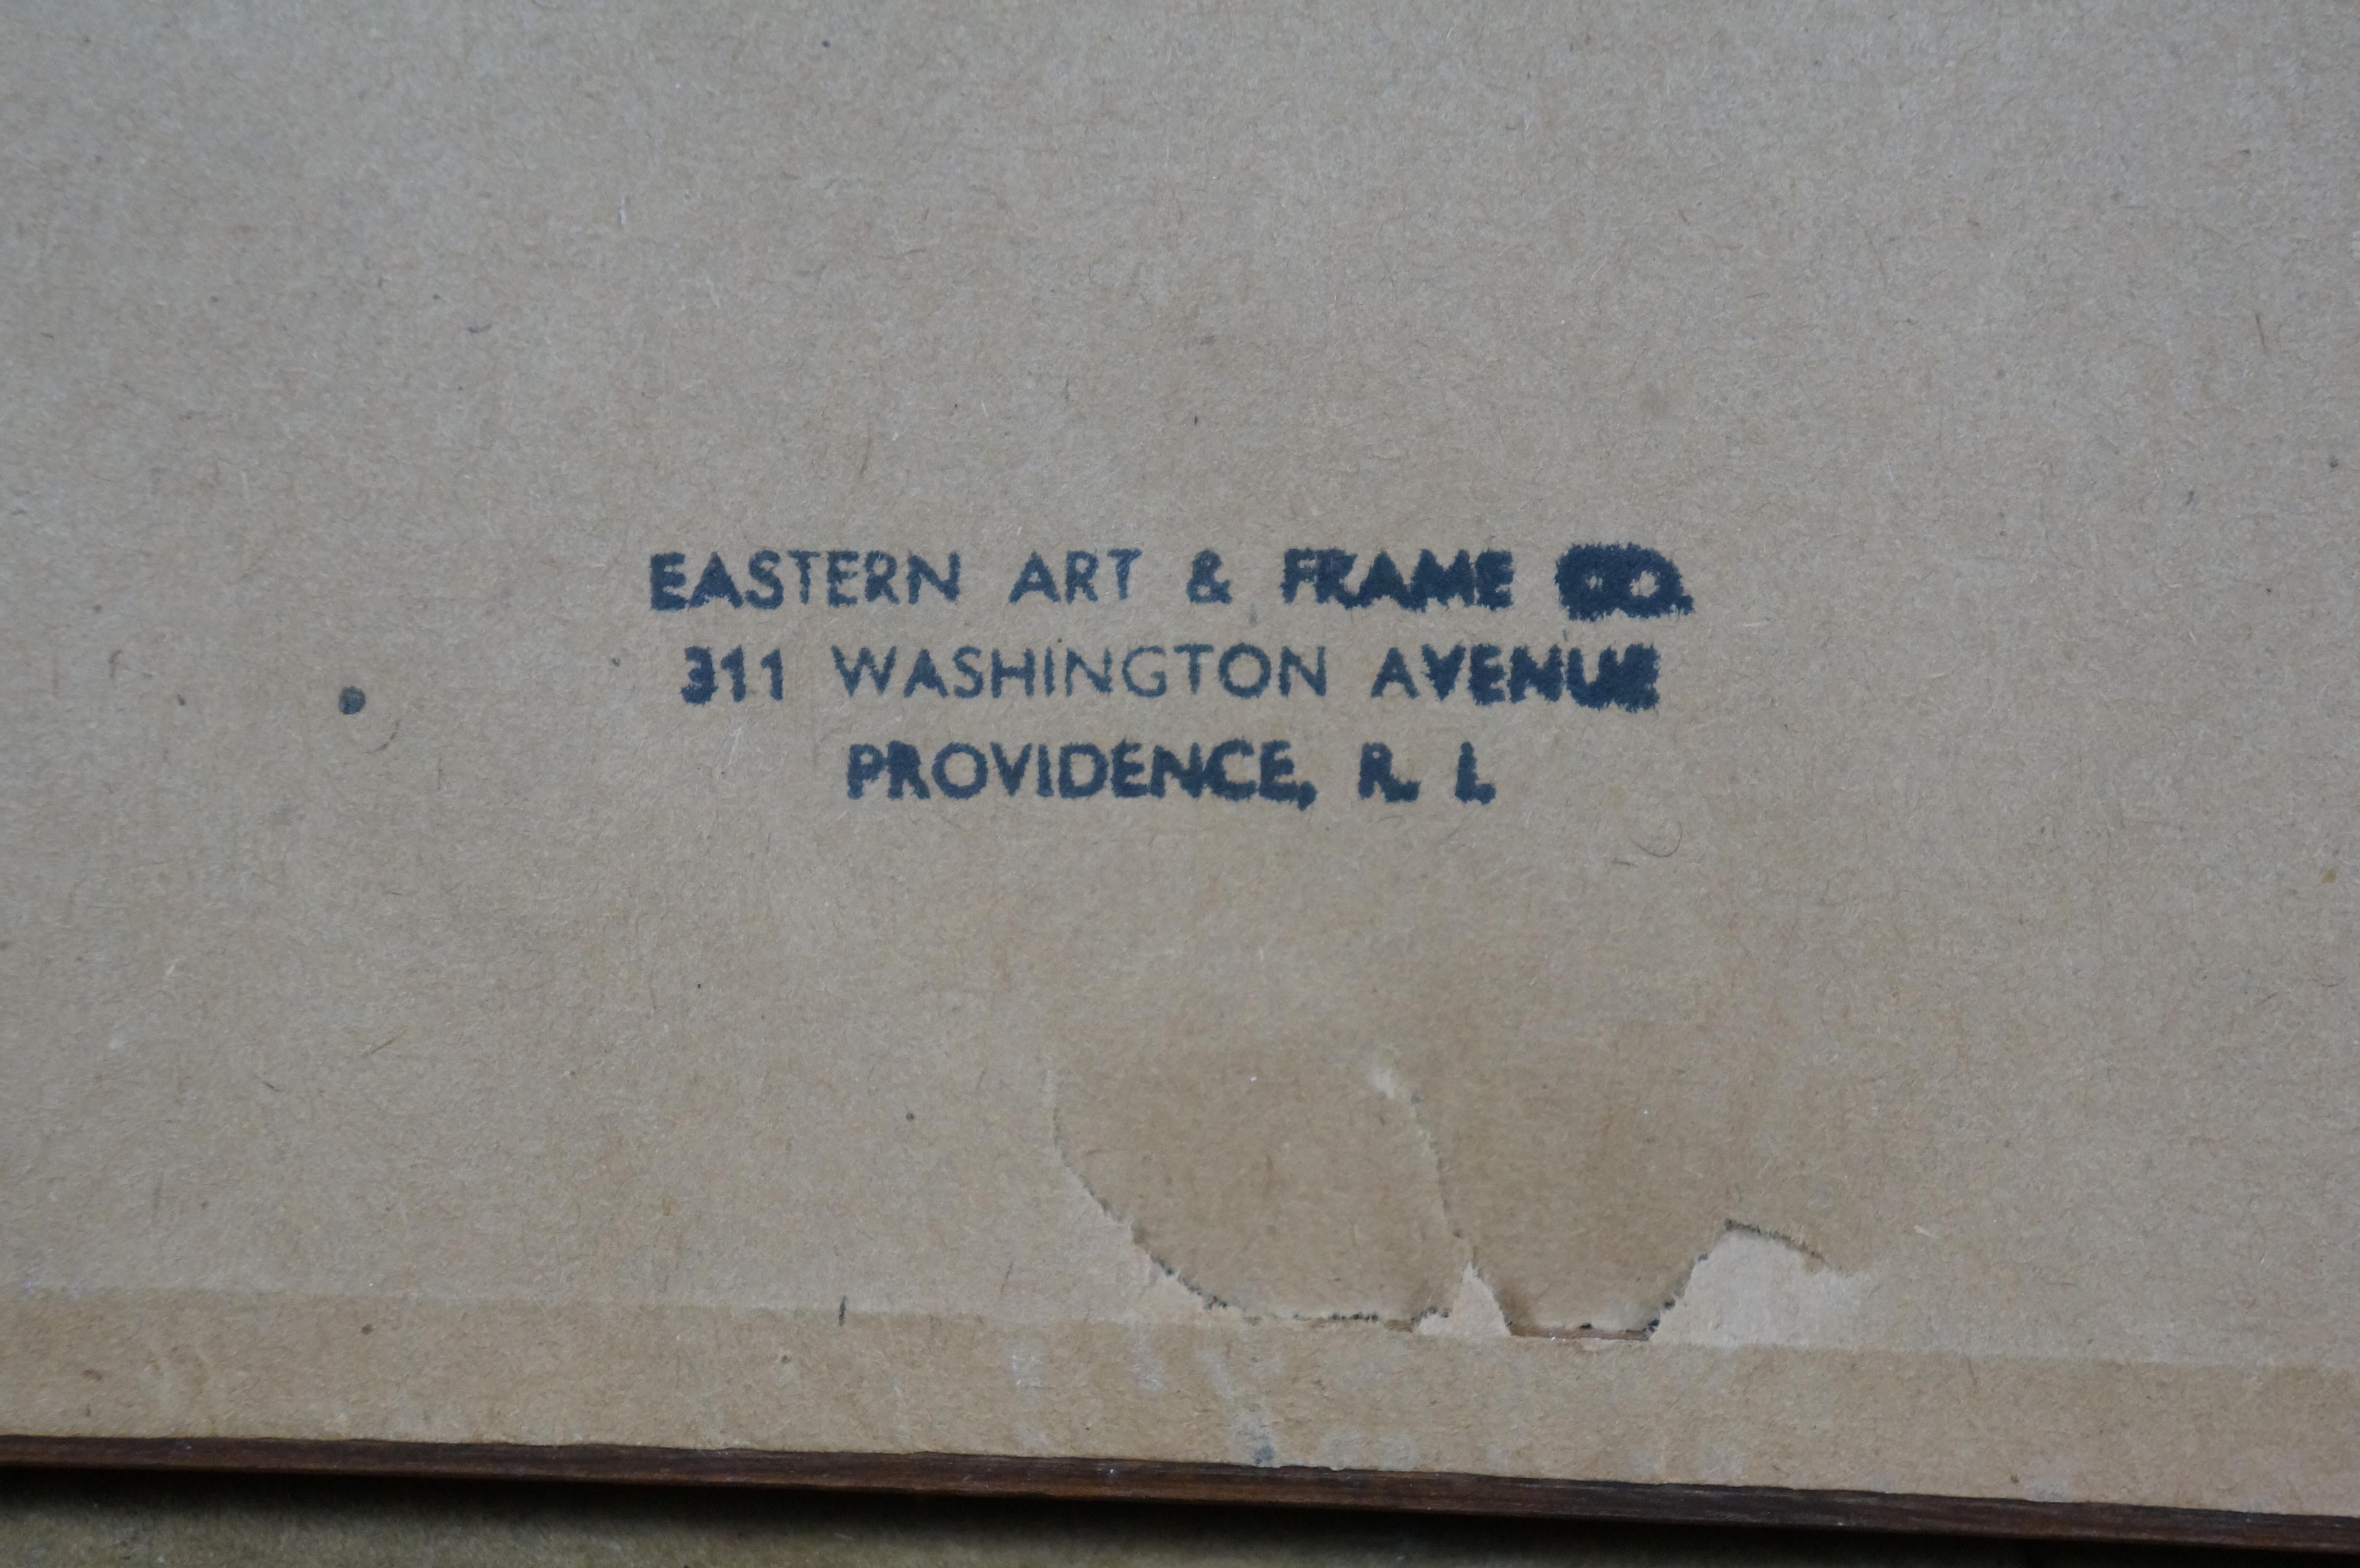 EASTERN ART & FRAME CO.
311 WASHINGTON AVENUE
PROVIDENCE, R. I.